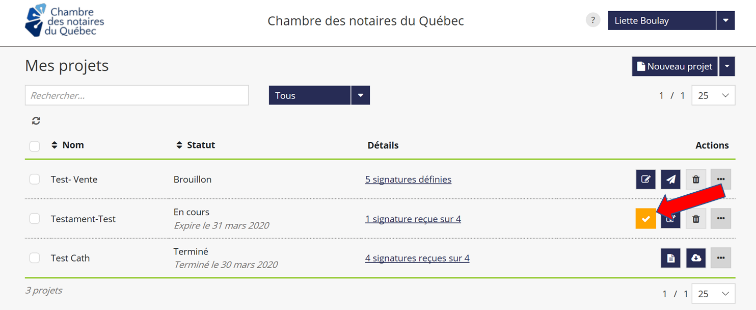 Chambre
des notaires
du Québec
Chambre des notaires du Québec
?
Liette Boulay
Mes projets
Nouveau projet
Rechercher...
Tous
1 / 1
25
Nom
Statut
Détails
Actions
Test- Vente
Brouillon
5 signatures définies
Testament-Test
En cours
Expire le 31 mars 2020
1 signature reçue sur 4
Test Cath
Terminé
Terminé le 30 mars 2020
4 signatures reçues sur 4
3 projets
1 / 1
25